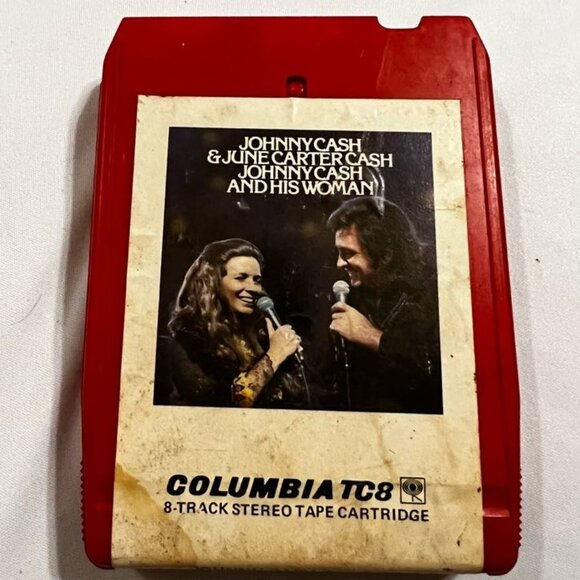 JOHNNY CASH
& JUNE CARTER CASH
JOHNNY CASH
AND HIS WOMAN
COLUMBIA TC8
8-TRACK STEREO TAPE CARTRIDGE